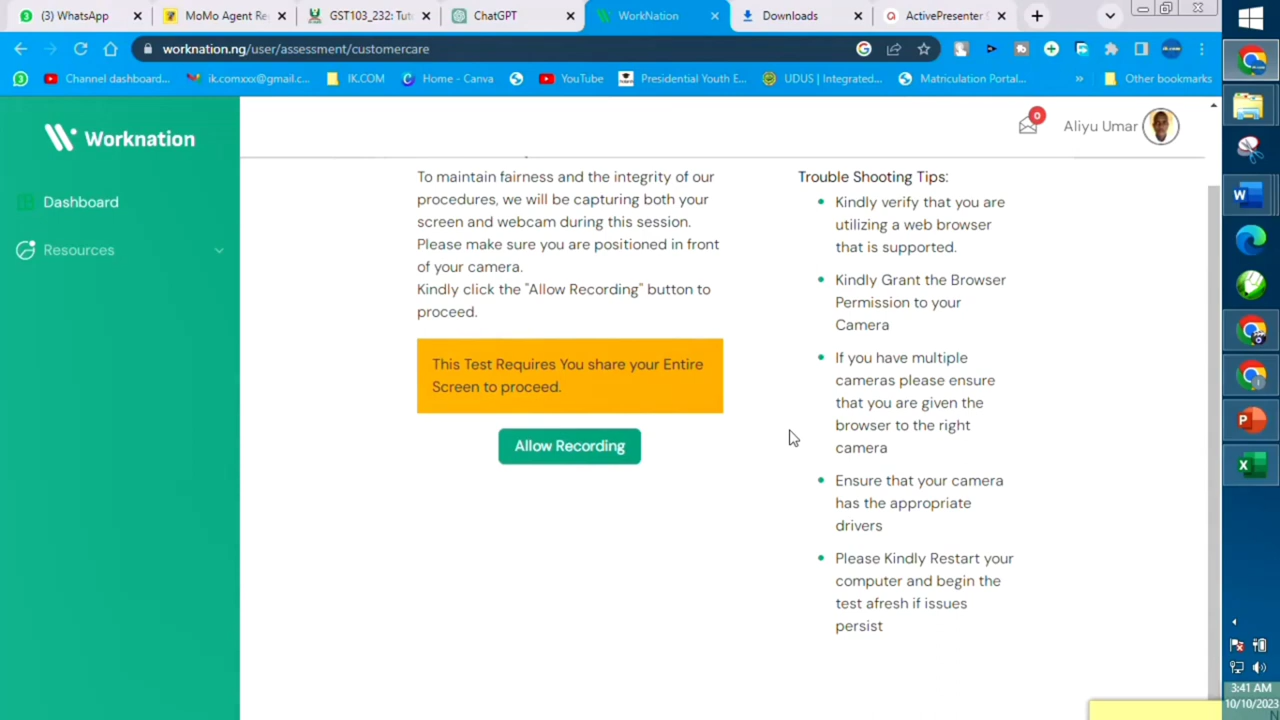 (3) WhatsApp
MoMo Agent Re
GST103_232: Tut
ChatGPT
WorkNation
Downloads
ActivePresenter
worknation.ng/user/assessment/customercare
Channel dashboard...
ik.comxxx@gmail.c...
IK.COM
Home - Canva
YouTube
Presidential Youth E...
UDUS | Integrated...
Matriculation Portal...
»
Other bookmarks
Worknation
0
Aliyu Umar
Dashboard
Resources
To maintain fairness and the integrity of our
procedures, we will be capturing both your
screen and webcam during this session.
Please make sure you are positioned in front
of your camera.
Kindly click the "Allow Recording" button to
proceed.
This Test Requires You share your Entire
Screen to proceed.
Allow Recording
Trouble Shooting Tips:
Kindly verify that you are
utilizing a web browser
that is supported.
Kindly Grant the Browser
Permission to your
Camera
If you have multiple
cameras please ensure
that you are given the
browser to the right
camera
Ensure that your camera
has the appropriate
drivers
Please Kindly Restart your
computer and begin the
test afresh if issues
persist
3:41 AM
10/10/2023